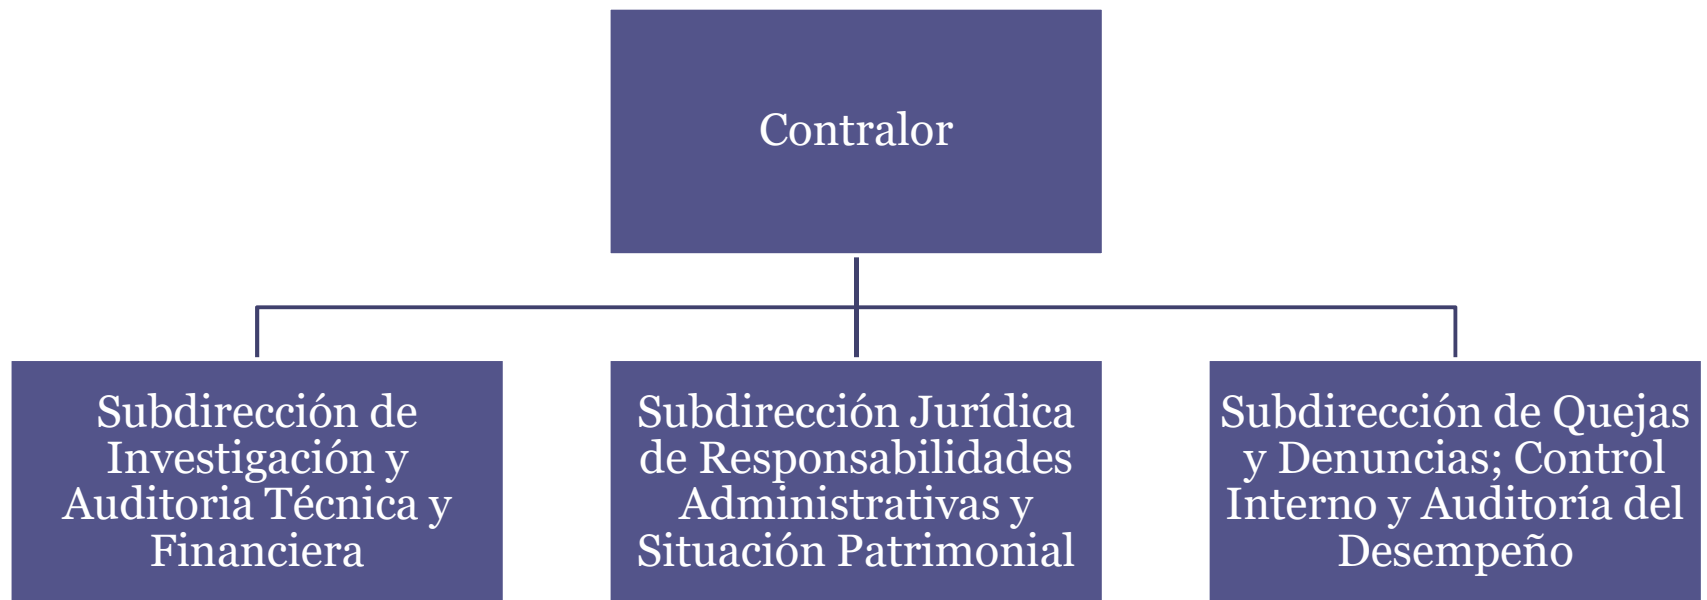 Contralor
Subdirección de
Investigación y
Auditoria Técnica y
Financiera
Subdirección Jurídica
de Responsabilidades
Administrativas y
Situación Patrimonial
Subdirección de Quejas
y Denuncias; Control
Interno y Auditoría del
Desempeño